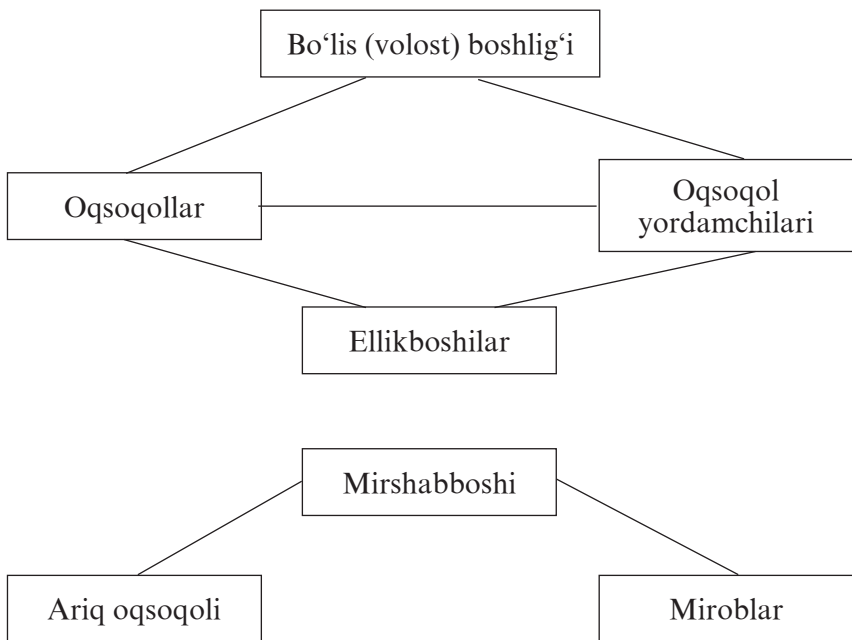 Bo‘lis (volost) boshlig‘i
Oqsoqollar
Oqsoqol
yordamchilari
Ellikboshilar
Mirshabboshi
Ariq oqsoqoli
Miroblar